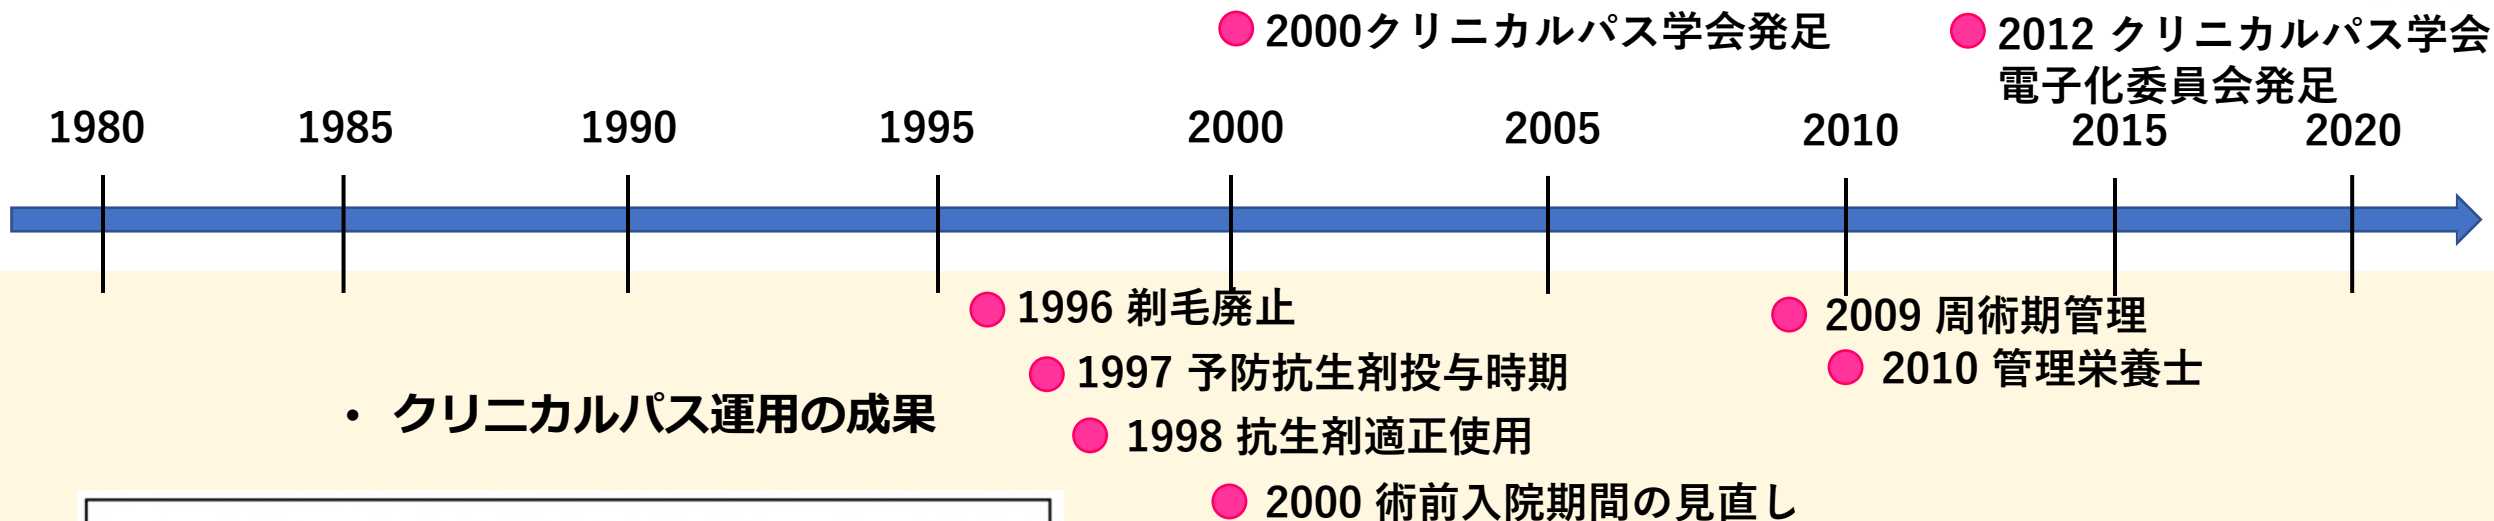 2000クリニカルパス学会発足
2012 クリニカルパス学会
電子化委員会発足
1980 1985 1990 1995 2000 2005 2010 2015 2020
1996 剃毛廃止
2009 周術期管理
1997 予防抗生剤投与時期
2010 管理栄養士
・ クリニカルパス運用の成果
1998 抗生剤適正使用
2000 術前入院期間の見直し